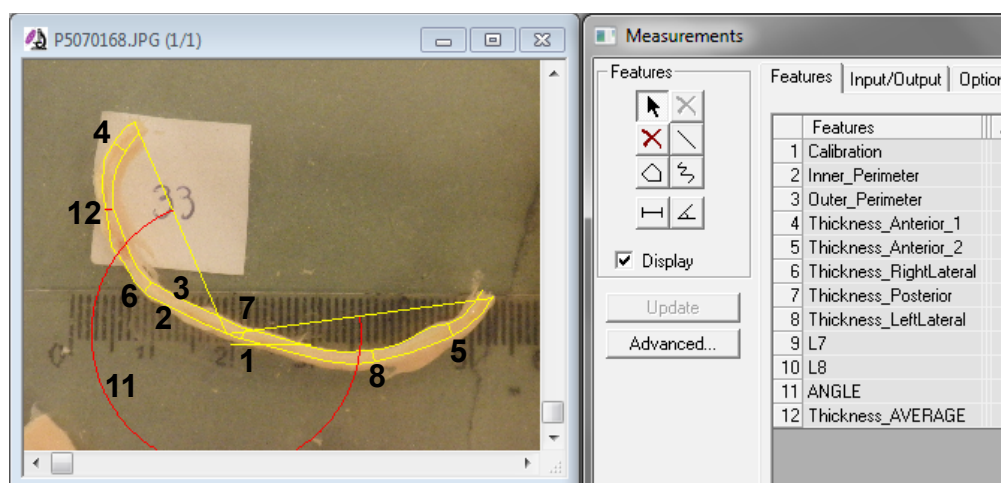 P5070168.JPG (1/1)
4
33
12
6
3
2
7
1
5
8
11
Measurements
Features
Display
Update
Advanced...
Features
Input/Output
Features
1 Calibration
2 Inner_Perimeter
3 Outer_Perimeter
4 Thickness_Anterior_1
5 Thickness_Anterior_2
6 Thickness_RightLateral
7 Thickness_Posterior
8 Thickness_LeftLateral
9 L7
10 L8
11 ANGLE
12 Thickness_AVERAGE